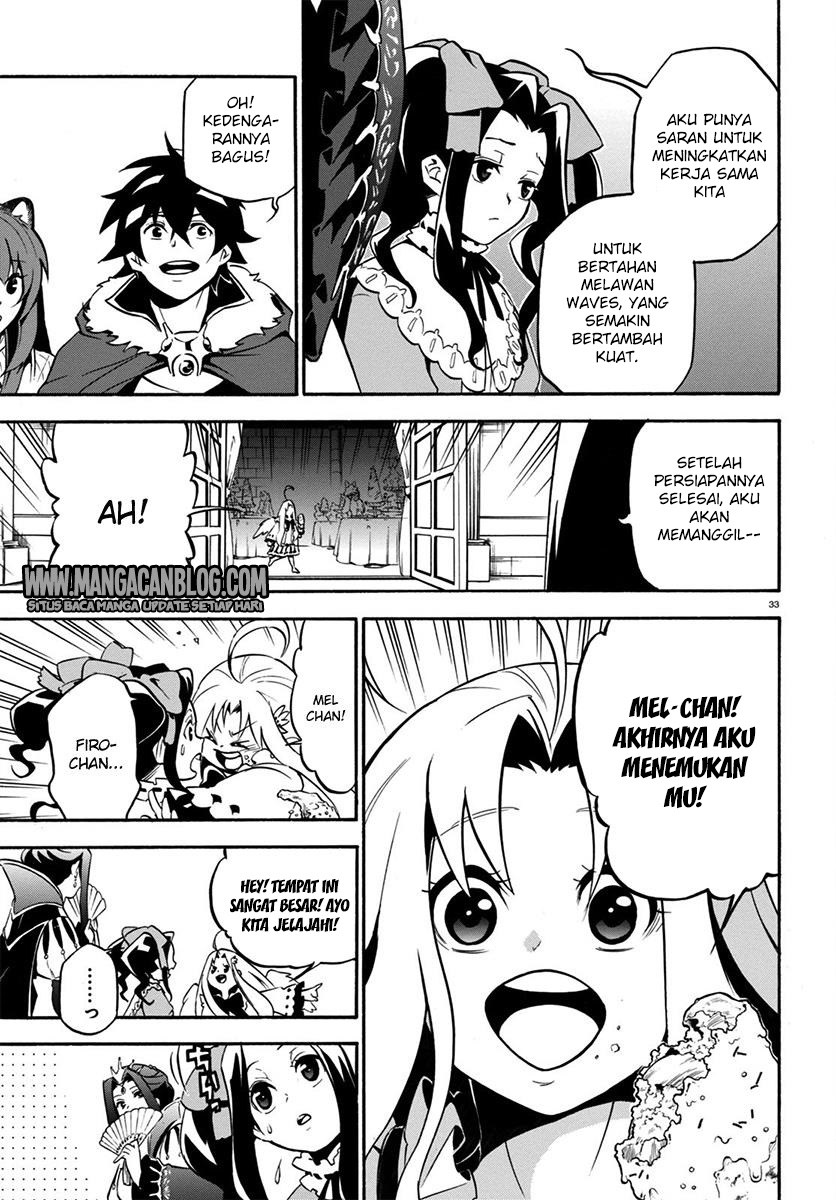 AKU PUNYA
SARAN UNTUK
MENINGKATKAN
KERJA SAMA
KITA
UNTUK
BERTAHAN
MELAWAN
WAVES, YANG
SEMAKIN
BERTAMBAH
KUAT.
OH!
KEDENGA-
RANNYA
BAGUS!
SETELAH
PERSIAPANNYA
SELESAI, AKU
AKAN
MEMANGGIL--
AH!
WWW.MANGACANBLOG.COM
SITUS BACA MANGA UPDATE SETIAP HARI
33
MEL-CHAN!
AKHIRNYA AKU
MENEMUKAN
MU!
MEL
CHAN!
FIRO-
CHAN...
HEY! TEMPAT INI
SANGAT BESAR! AYO
KITA JELAJAHI!
……っ